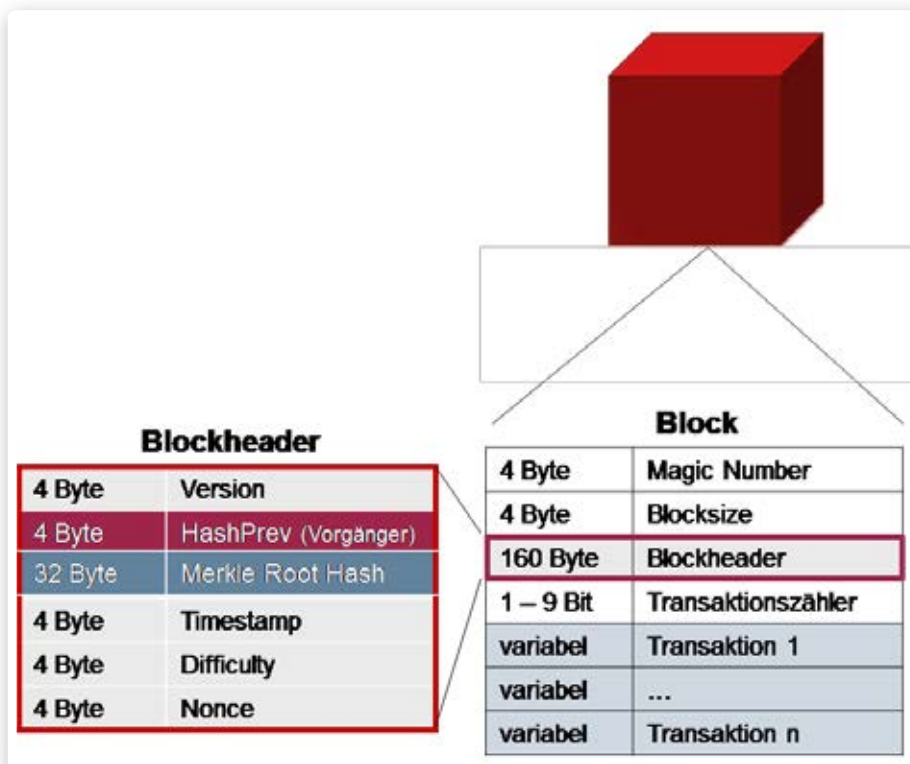 Blockheader
4 Byte Version
4 Byte HashPrev (Vorgänger)
32 Byte Merkle Root Hash
4 Byte Timestamp
4 Byte Difficulty
4 Byte Nonce
Block
4 Byte Magic Number
4 Byte Blocksize
160 Byte Blockheader
1 – 9 Bit Transaktionszähler
variabel Transaktion 1
variabel ...
variabel Transaktion n